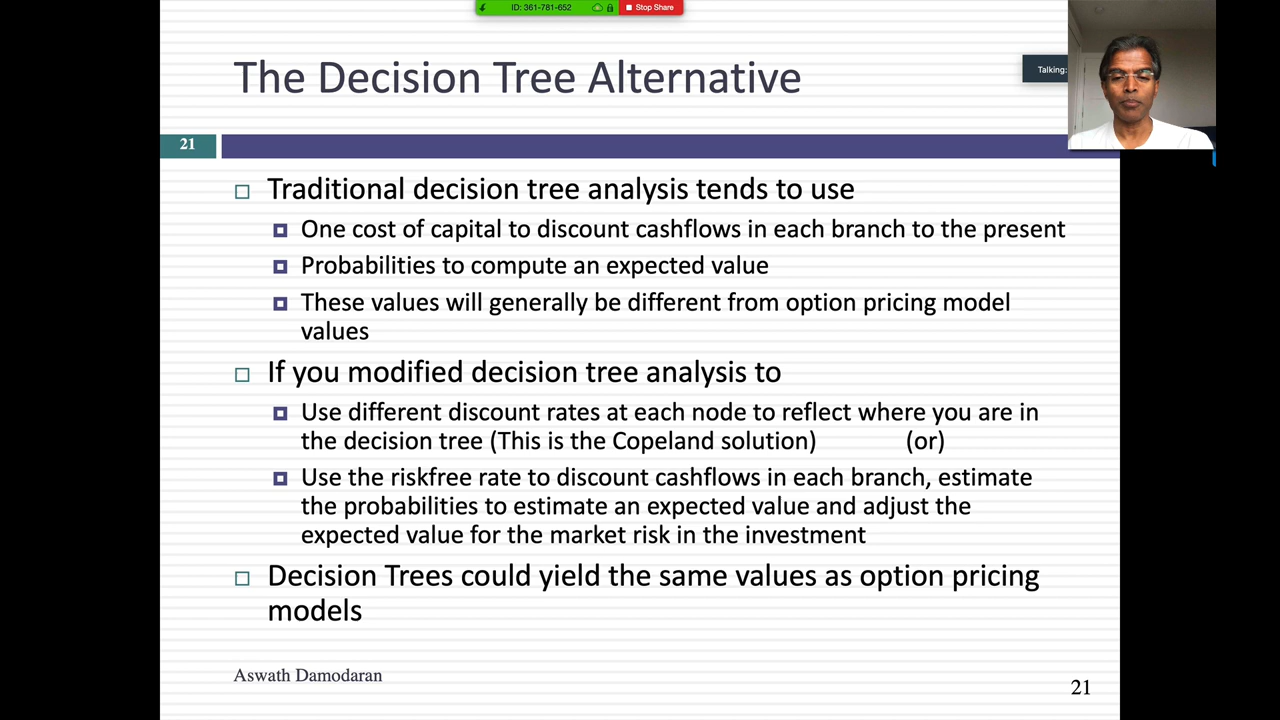 ID: 361-781-652
Stop Share
The Decision Tree Alternative
Talking:
21
Traditional decision tree analysis tends to use
One cost of capital to discount cashflows in each branch to the present
Probabilities to compute an expected value
These values will generally be different from option pricing model
values
If you modified decision tree analysis to
Use different discount rates at each node to reflect where you are in
the decision tree (This is the Copeland solution) (or)
Use the riskfree rate to discount cashflows in each branch, estimate
the probabilities to estimate an expected value and adjust the
expected value for the market risk in the investment
Decision Trees could yield the same values as option pricing
models
Aswath Damodaran
21